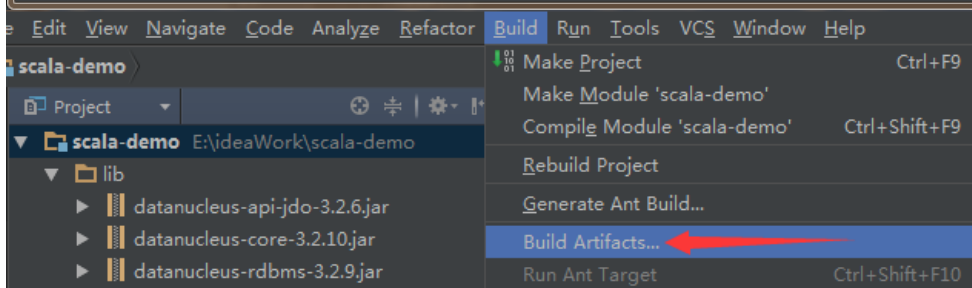 Edit View Navigate Code Analyze Refactor Build Run Tools VCS Window Help
scala-demo
Project
scala-demo E:\ideaWork\scala-demo
lib
datanucleus-api-jdo-3.2.6.jar
datanucleus-core-3.2.10.jar
datanucleus-rdbms-3.2.9.jar
Make Project Ctrl+F9
Make Module 'scala-demo'
Compile Module 'scala-demo' Ctrl+Shift+F9
Rebuild Project
Generate Ant Build...
Build Artifacts...
Run Ant Target Ctrl+Shift+F10